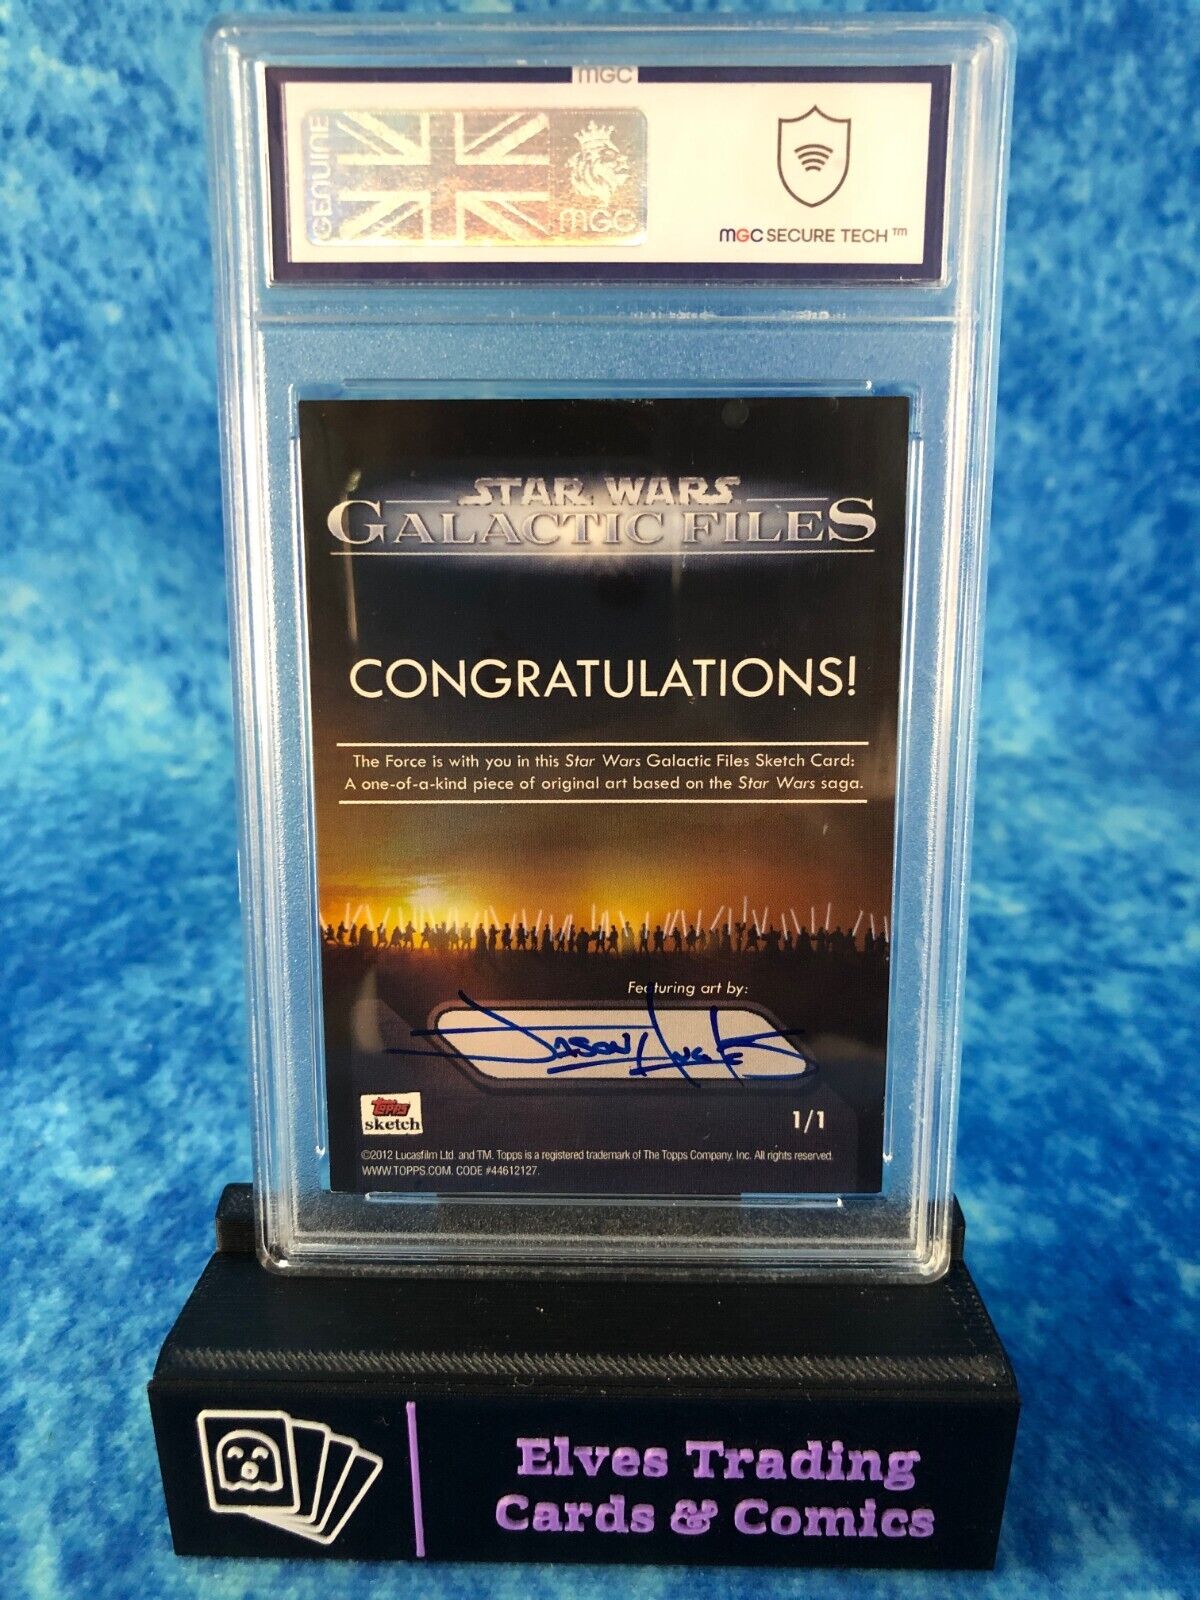 MGC
GENUINE
MGC
MGC SECURE TECH™
STAR WARS
GALACTIC FILES
CONGRATULATIONS!
The Force is with you in this Star Wars Galactic Files Sketch Card:
A one-of-a-kind piece of original art based on the Star Wars saga.
Featuring art by:
Jason Hughes
Topps
sketch
1/1
©2012 Lucasfilm Ltd. and TM. Topps is a registered trademark of The Topps Company, Inc. All rights reserved.
WWW.TOPPS.COM. CODE #44612127.
Elves Trading
Cards & Comics